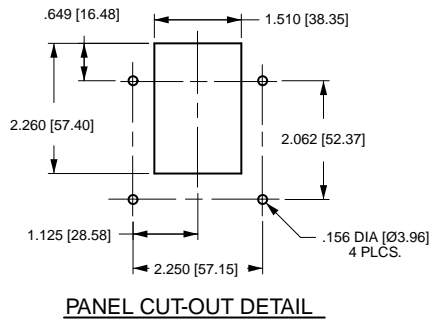 .649 [16.48]
1.510 [38.35]
2.260 [57.40]
2.062 [52.37]
1.125 [28.58]
.156 DIA [Ø3.96]
4 PLCS.
2.250 [57.15]
PANEL CUT-OUT DETAIL